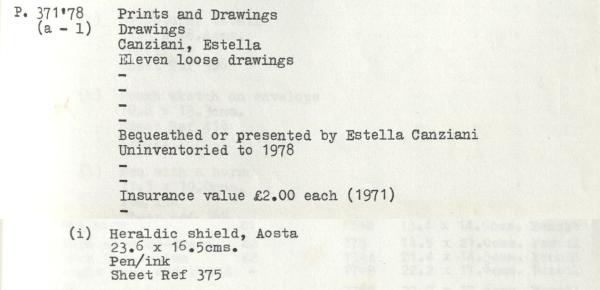 P. 371'78 Prints and Drawings
(a - l) Drawings
Canziani, Estella
Eleven loose drawings
-
-
-
-
Bequeathed or presented by Estella Canziani
Uninventoried to 1978
-
-
Insurance value £2.00 each (1971)
-
(i) Heraldic shield, Aosta
23.6 x 16.5cms.
Pen/ink
Sheet Ref 375